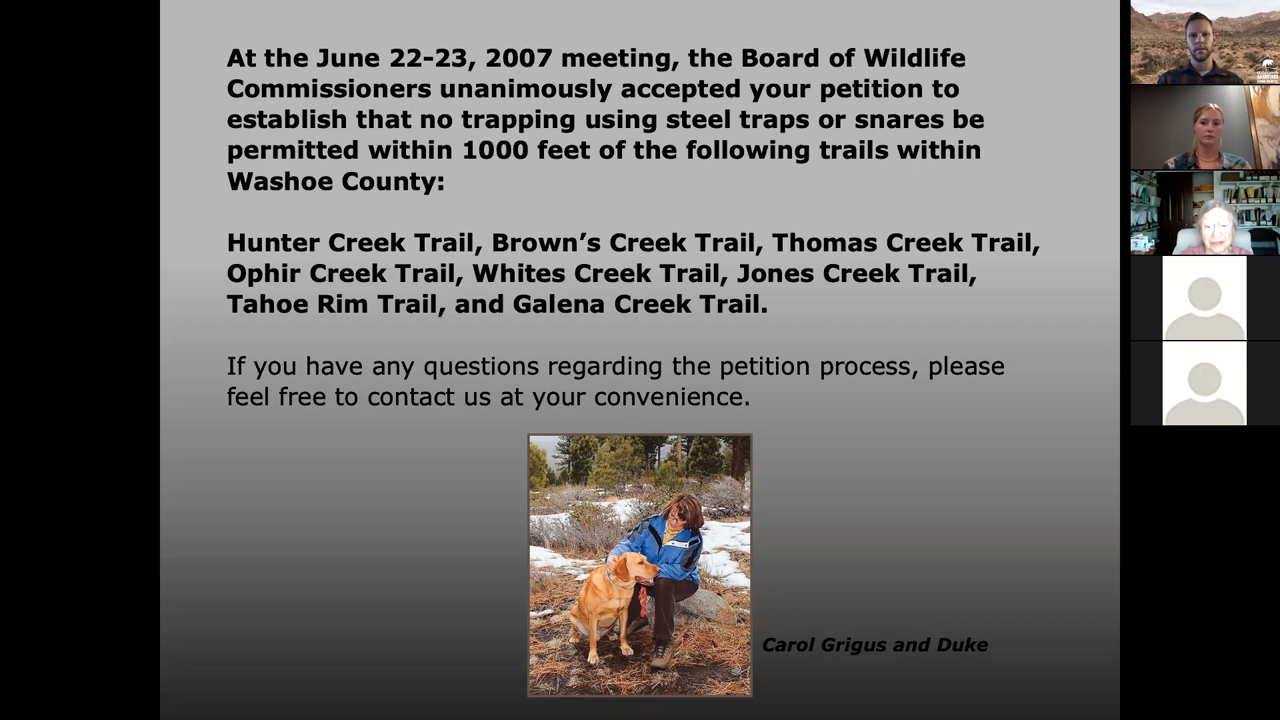 At the June 22-23, 2007 meeting, the Board of Wildlife
Commissioners unanimously accepted your petition to
establish that no trapping using steel traps or snares be
permitted within 1000 feet of the following trails within
Washoe County:
Hunter Creek Trail, Brown’s Creek Trail, Thomas Creek Trail,
Ophir Creek Trail, Whites Creek Trail, Jones Creek Trail,
Tahoe Rim Trail, and Galena Creek Trail.
If you have any questions regarding the petition process, please
feel free to contact us at your convenience.
Carol Grigus and Duke